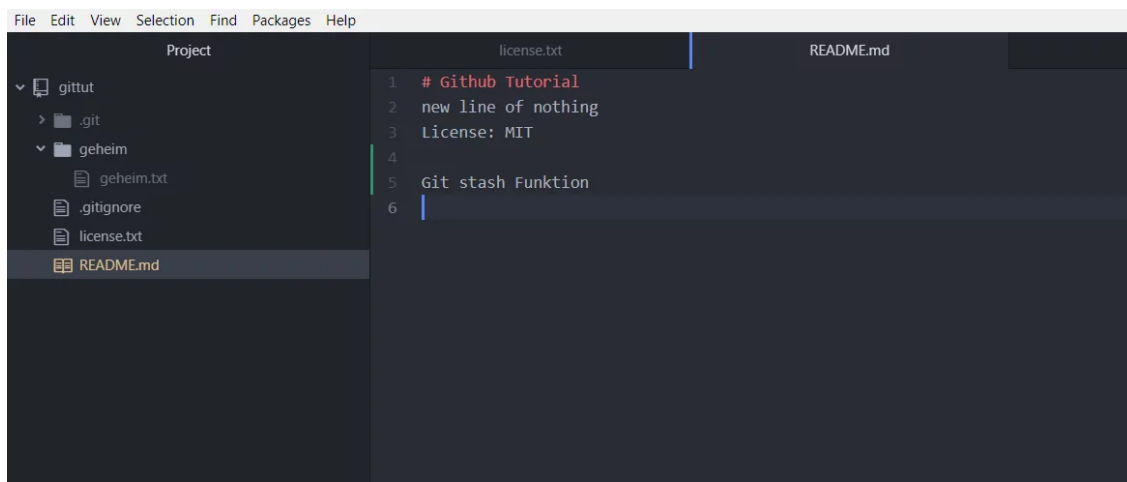 File Edit View Selection Find Packages Help
Project
gittut
.git
geheim
geheim.txt
.gitignore
license.txt
README.md
license.txt README.md
1 # Github Tutorial
2 new line of nothing
3 License: MIT
4
5 Git stash Funktion
6